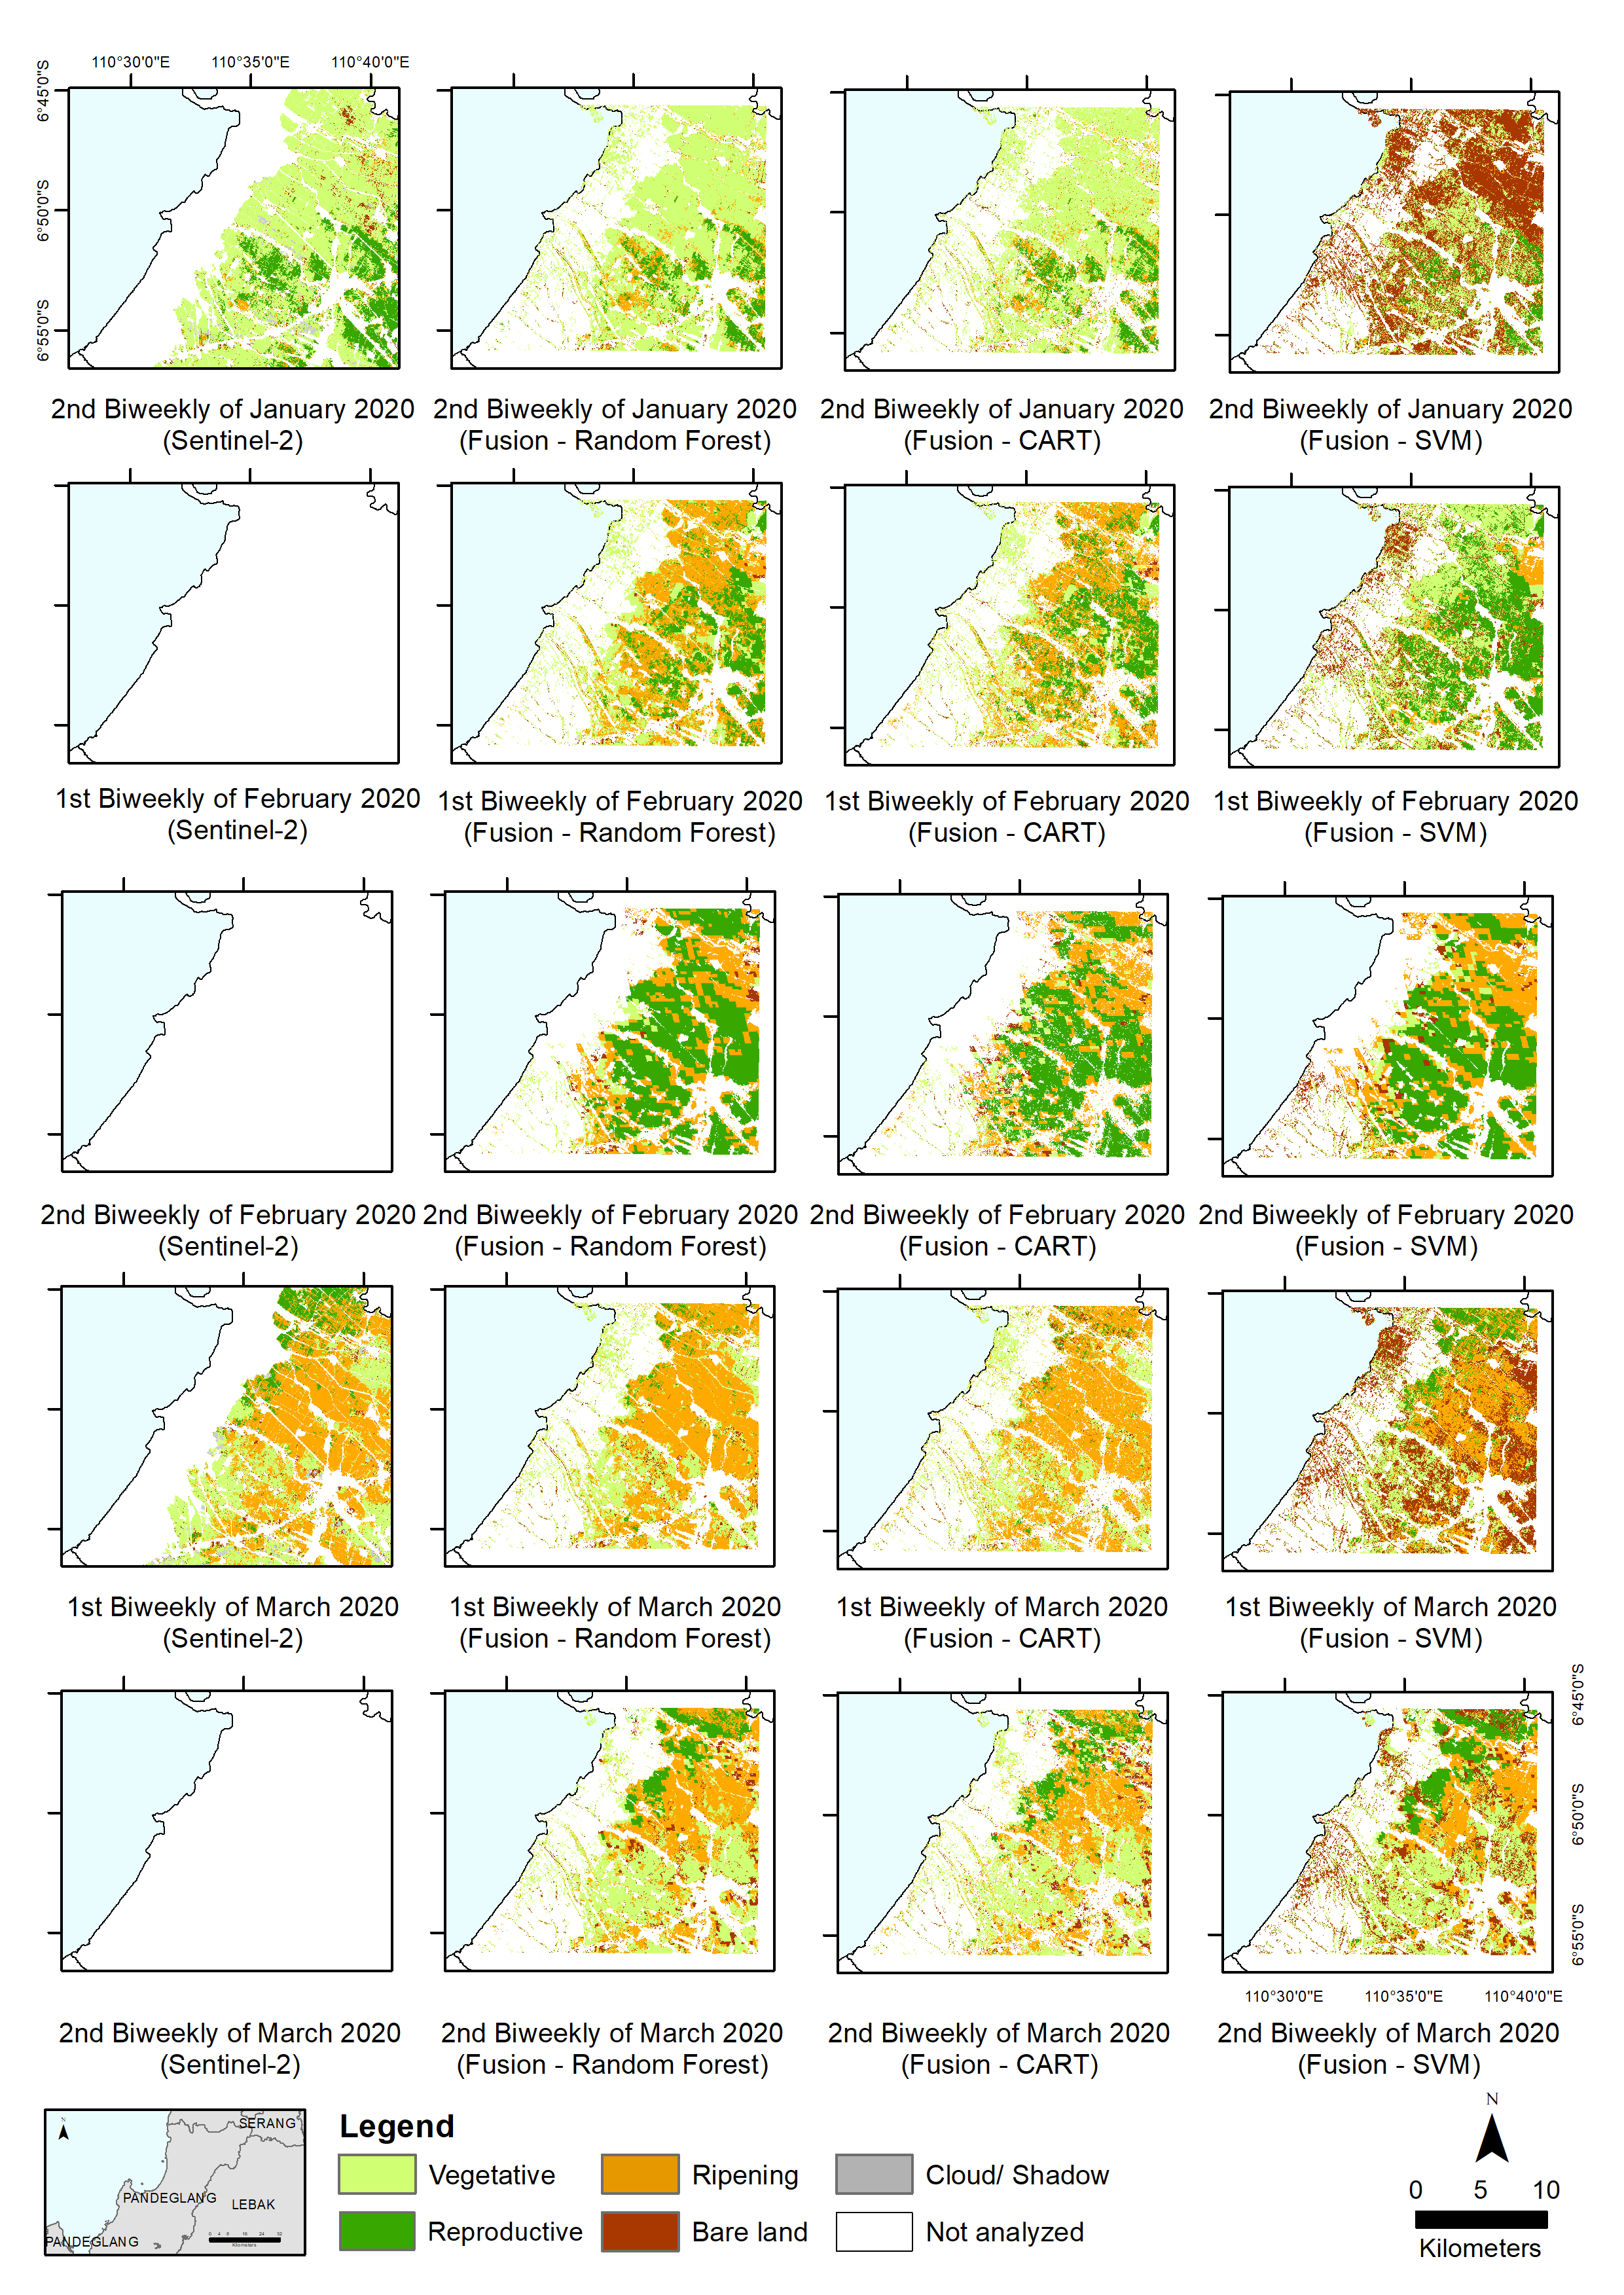 110°30'0"E 110°35'0"E 110°40'0"E
6°45'0"S
6°50'0"S
6°55'0"S
2nd Biweekly of January 2020
(Sentinel-2)
2nd Biweekly of January 2020
(Fusion - Random Forest)
2nd Biweekly of January 2020
(Fusion - CART)
2nd Biweekly of January 2020
(Fusion - SVM)
1st Biweekly of February 2020
(Sentinel-2)
1st Biweekly of February 2020
(Fusion - Random Forest)
1st Biweekly of February 2020
(Fusion - CART)
1st Biweekly of February 2020
(Fusion - SVM)
2nd Biweekly of February 2020
(Sentinel-2)
2nd Biweekly of February 2020
(Fusion - Random Forest)
2nd Biweekly of February 2020
(Fusion - CART)
2nd Biweekly of February 2020
(Fusion - SVM)
1st Biweekly of March 2020
(Sentinel-2)
1st Biweekly of March 2020
(Fusion - Random Forest)
1st Biweekly of March 2020
(Fusion - CART)
1st Biweekly of March 2020
(Fusion - SVM)
6°45'0"S
6°50'0"S
6°55'0"S
110°30'0"E 110°35'0"E 110°40'0"E
2nd Biweekly of March 2020
(Sentinel-2)
2nd Biweekly of March 2020
(Fusion - Random Forest)
2nd Biweekly of March 2020
(Fusion - CART)
2nd Biweekly of March 2020
(Fusion - SVM)
N
SERANG
PANDEGLANG
LEBAK
PANDEGLANG
0 4 8 16 24 32
Kilometers
Legend
Vegetative
Ripening
Cloud/ Shadow
Reproductive
Bare land
Not analyzed
N
0 5 10
Kilometers